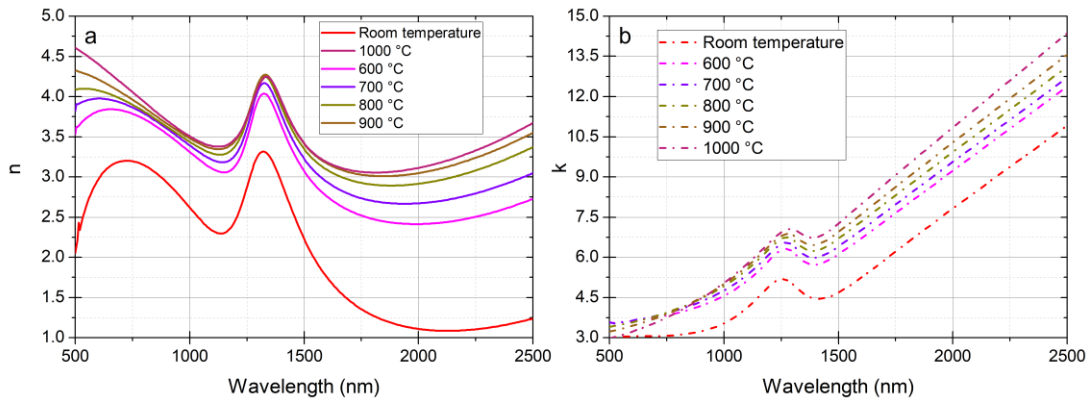 a
n
5.0
4.5
4.0
3.5
3.0
2.5
2.0
1.5
1.0
500
1000
1500
2000
2500
Wavelength (nm)
Room temperature
1000 °C
600 °C
700 °C
800 °C
900 °C
b
k
15.0
13.5
12.0
10.5
9.0
7.5
6.0
4.5
3.0
500
1000
1500
2000
2500
Wavelength (nm)
Room temperature
600 °C
700 °C
800 °C
900 °C
1000 °C